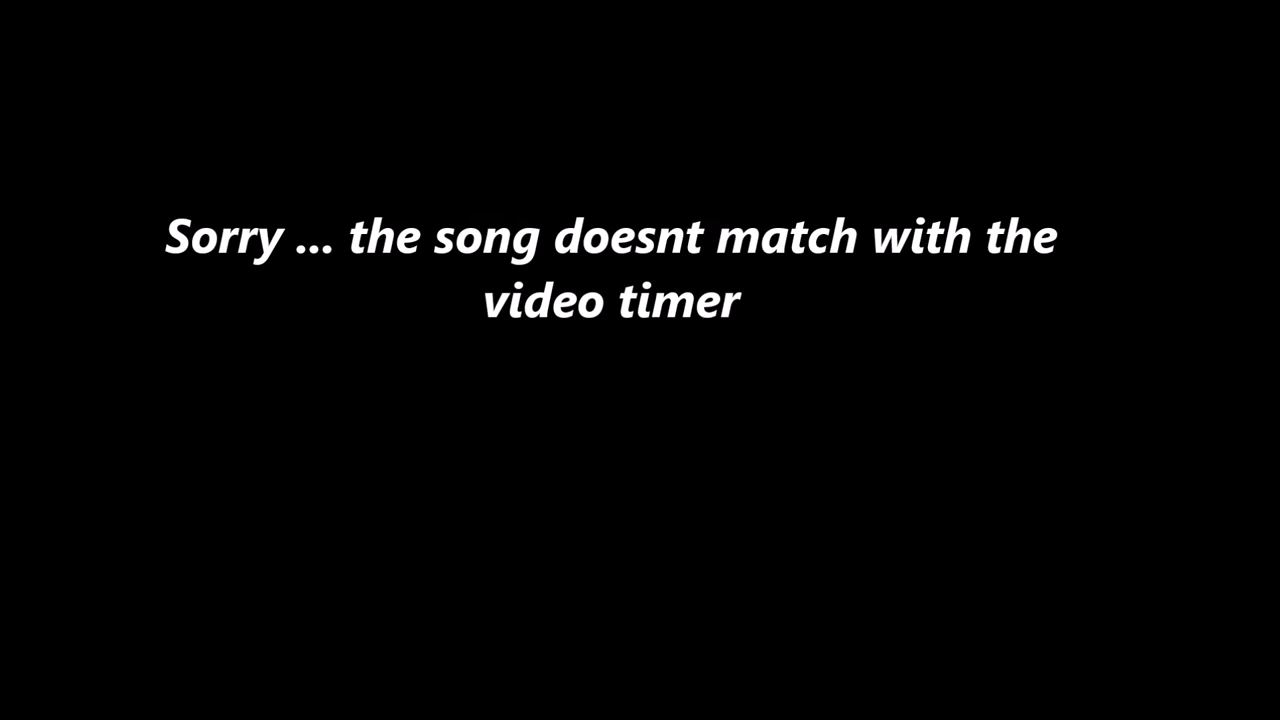 Sorry ... the song doesnt match with the
video timer